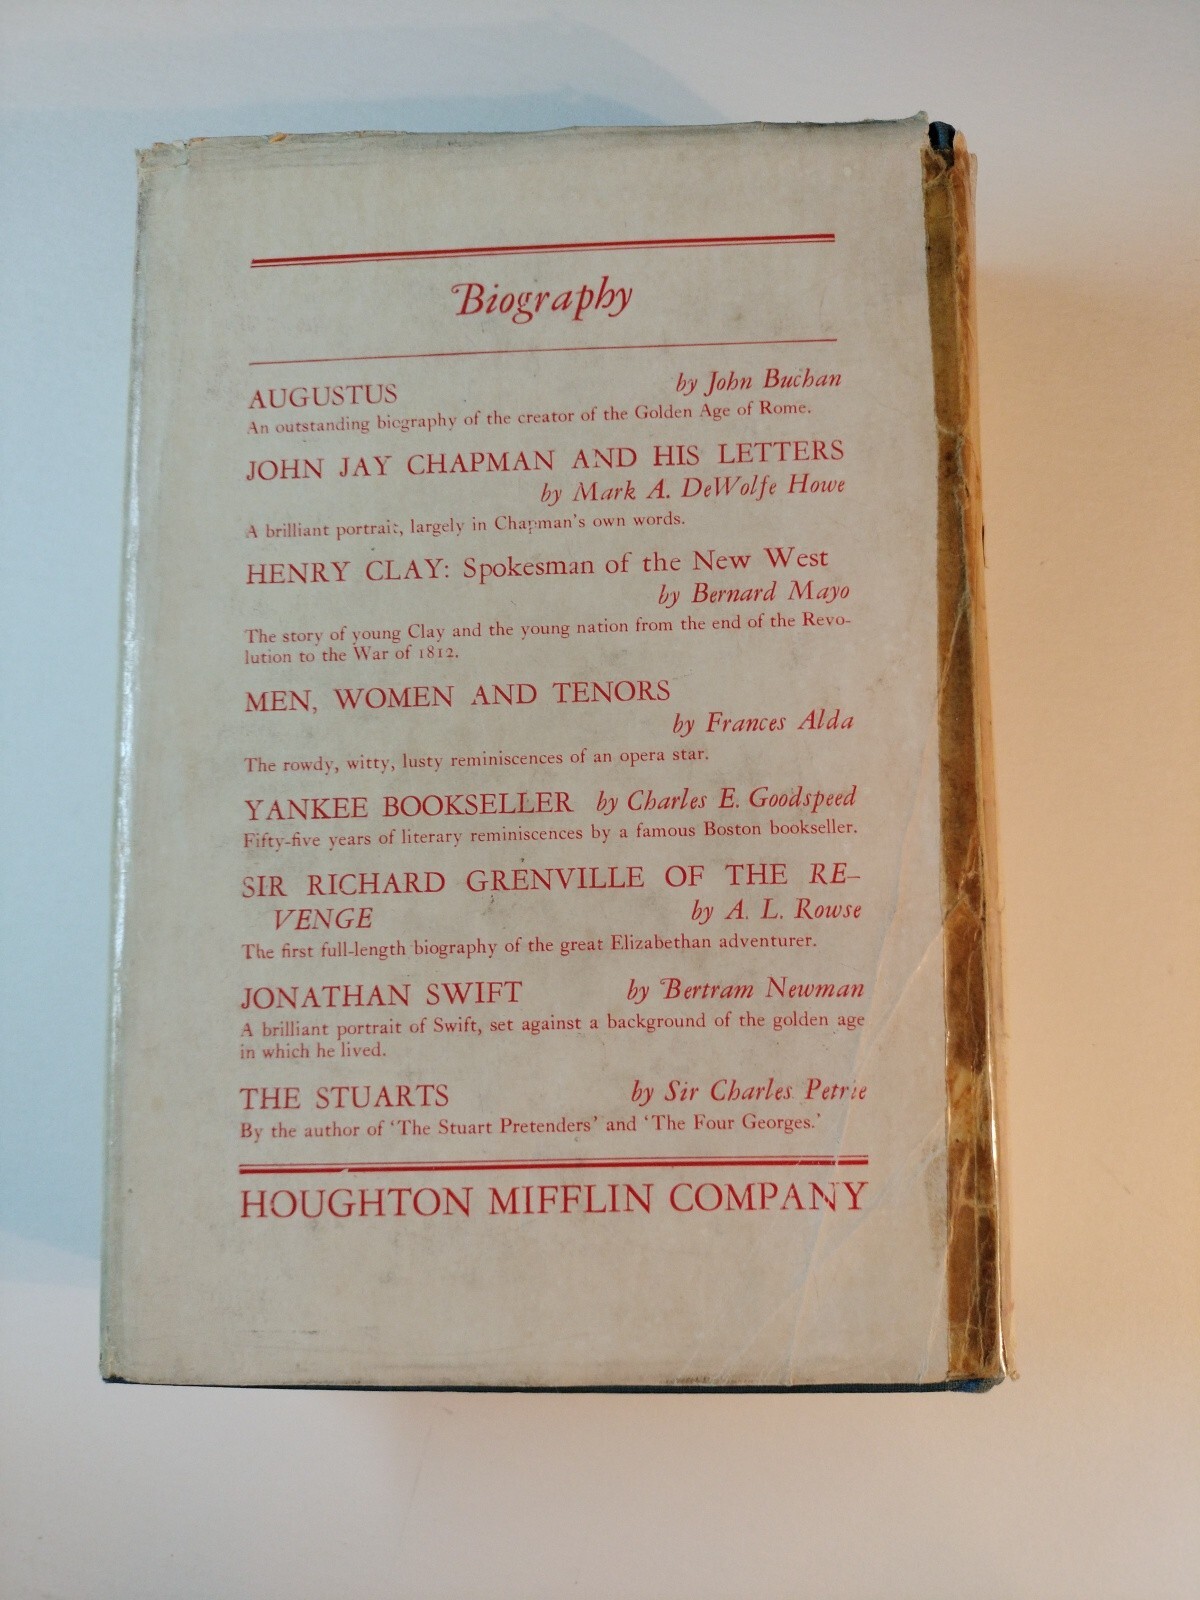 Biography
AUGUSTUS by John Buchan
An outstanding biography of the creator of the Golden Age of Rome.
JOHN JAY CHAPMAN AND HIS LETTERS
by Mark A. DeWolfe Howe
A brilliant portrait, largely in Chapman's own words.
HENRY CLAY: Spokesman of the New West
by Bernard Mayo
The story of young Clay and the young nation from the end of the Revo-
lution to the War of 1812.
MEN, WOMEN AND TENORS
by Frances Alda
The rowdy, witty, lusty reminiscences of an opera star.
YANKEE BOOKSELLER by Charles E. Goodspeed
Fifty-five years of literary reminiscences by a famous Boston bookseller.
SIR RICHARD GRENVILLE OF THE RE-
VENGE by A. L. Rowse
The first full-length biography of the great Elizabethan adventurer.
JONATHAN SWIFT by Bertram Newman
A brilliant portrait of Swift, set against a background of the golden age
in which he lived.
THE STUARTS by Sir Charles Petrie
By the author of 'The Stuart Pretenders' and 'The Four Georges.'
HOUGHTON MIFFLIN COMPANY